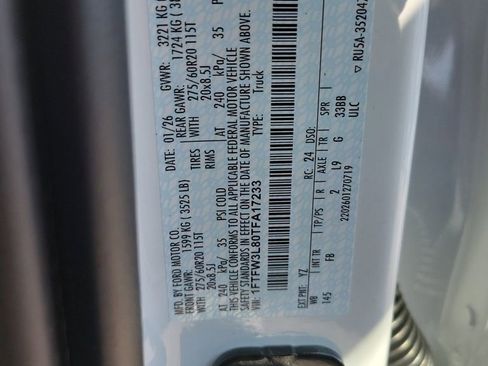 MFD. BY FORD MOTOR CO.
DATE: 01/26 GVWR: 3221 KG
FRONT GAWR: 1599 KG ( 3525 LB) REAR GAWR: 1724 KG
WITH 275/60R20 115T TIRES WITH 275/60R20 115T
20x8.5J RIMS 20x8.5J
AT 240 kPa/ 35 PSI COLD AT 240 kPa/ 35
THIS VEHICLE CONFORMS TO ALL APPLICABLE FEDERAL MOTOR VEHICLE
SAFETY STANDARDS IN EFFECT ON THE DATE OF MANUFACTURE SHOWN ABOVE.
VIN: 1FTFW3L80TFA17233 TYPE: Truck
EXT PNT: YZ RC: 24 DSO:
WB TP/PS R AXLE TR SPR
145 FB 2 L9 G 33BB
2202601270719 ULC
RU5A-35204